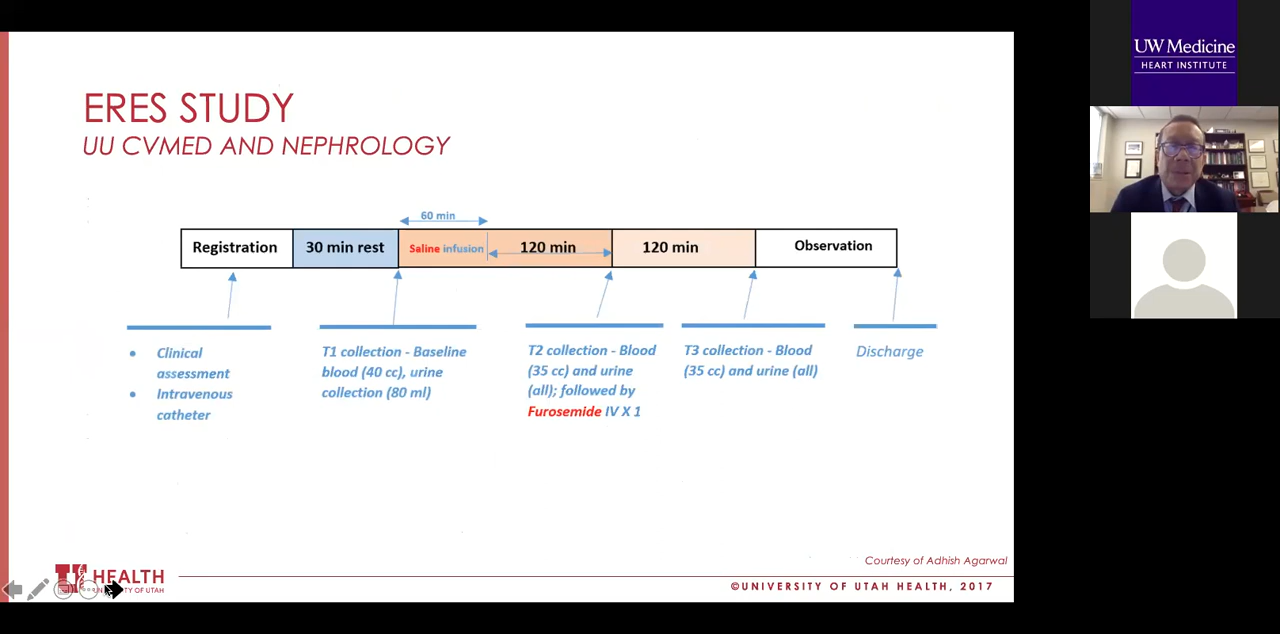 ERES STUDY
UU CVMED AND NEPHROLOGY
60 min
Registration
30 min rest
Saline infusion
120 min
120 min
Observation
• Clinical
assessment
• Intravenous
catheter
T1 collection - Baseline
blood (40 cc), urine
collection (80 ml)
T2 collection - Blood
(35 cc) and urine
(all); followed by
Furosemide IV X 1
T3 collection - Blood
(35 cc) and urine (all)
Discharge
Courtesy of Adhish Agarwal
HEALTH
OF UTAH
©UNIVERSITY OF UTAH HEALTH, 2017
UW Medicine
HEART INSTITUTE